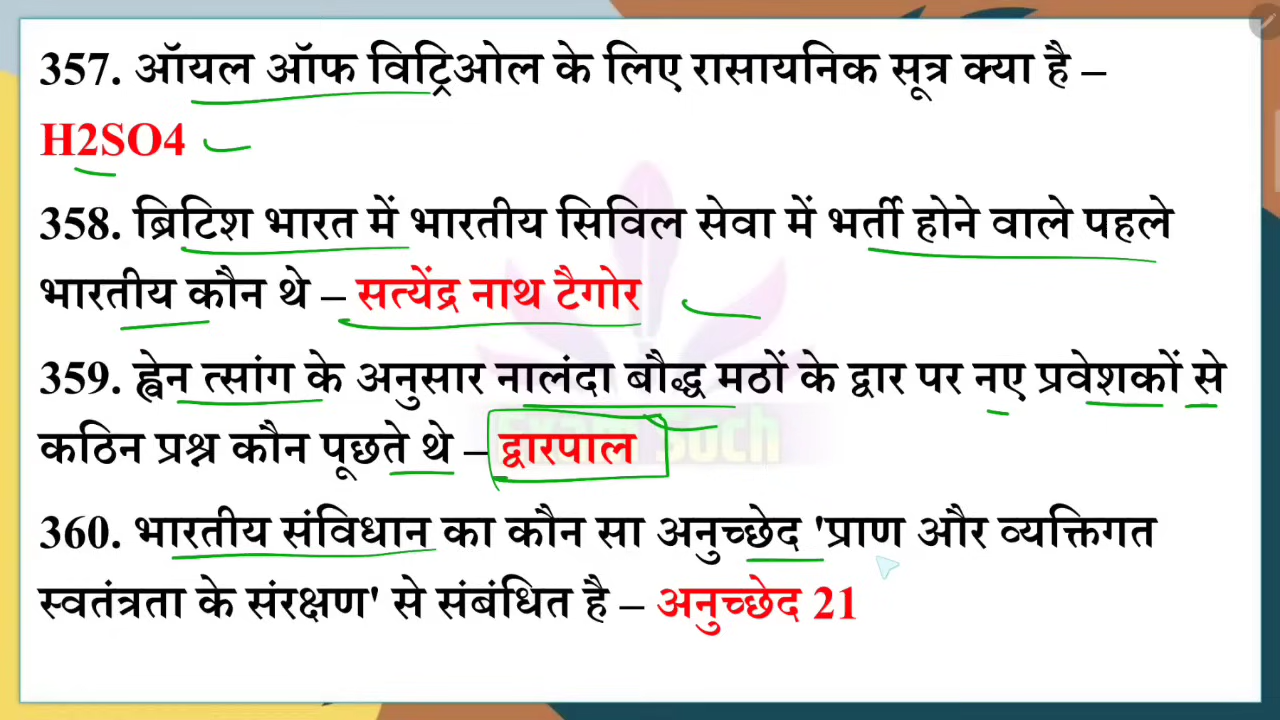 357. ऑयल ऑफ विट्रिओल के लिए रासायनिक सूत्र क्या है –
H2SO4
358. ब्रिटिश भारत में भारतीय सिविल सेवा में भर्ती होने वाले पहले
भारतीय कौन थे – सत्येंद्र नाथ टैगोर
359. ह्वेन त्सांग के अनुसार नालंदा बौद्ध मठों के द्वार पर नए प्रवेशकों से
कठिन प्रश्न कौन पूछते थे – द्वारपाल
360. भारतीय संविधान का कौन सा अनुच्छेद 'प्राण और व्यक्तिगत
स्वतंत्रता के संरक्षण' से संबंधित है – अनुच्छेद 21